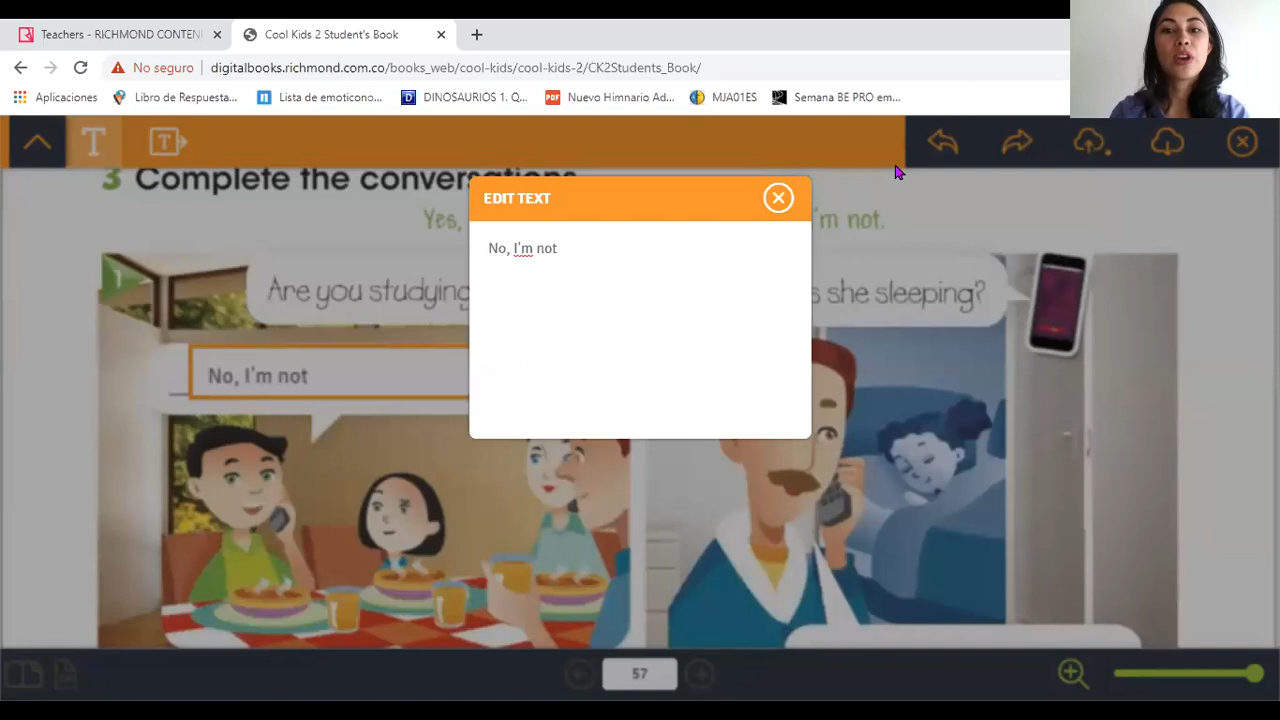 Teachers - RICHMOND CONTEN
Cool Kids 2 Student's Book
No seguro
digitalbooks.richmond.com.co/books_web/cool-kids/cool-kids-2/CK2Students_Book/
Aplicaciones
Libro de Respuesta...
Lista de emoticono...
DINOSAURIOS 1. Q...
Nuevo Himnario Ad...
MJA01ES
Semana BE PRO em...
3 Complete the conversations.
EDIT TEXT
Yes,
I'm not.
No, I'm not
1
Are you studying
she sleeping?
No, I'm not
57